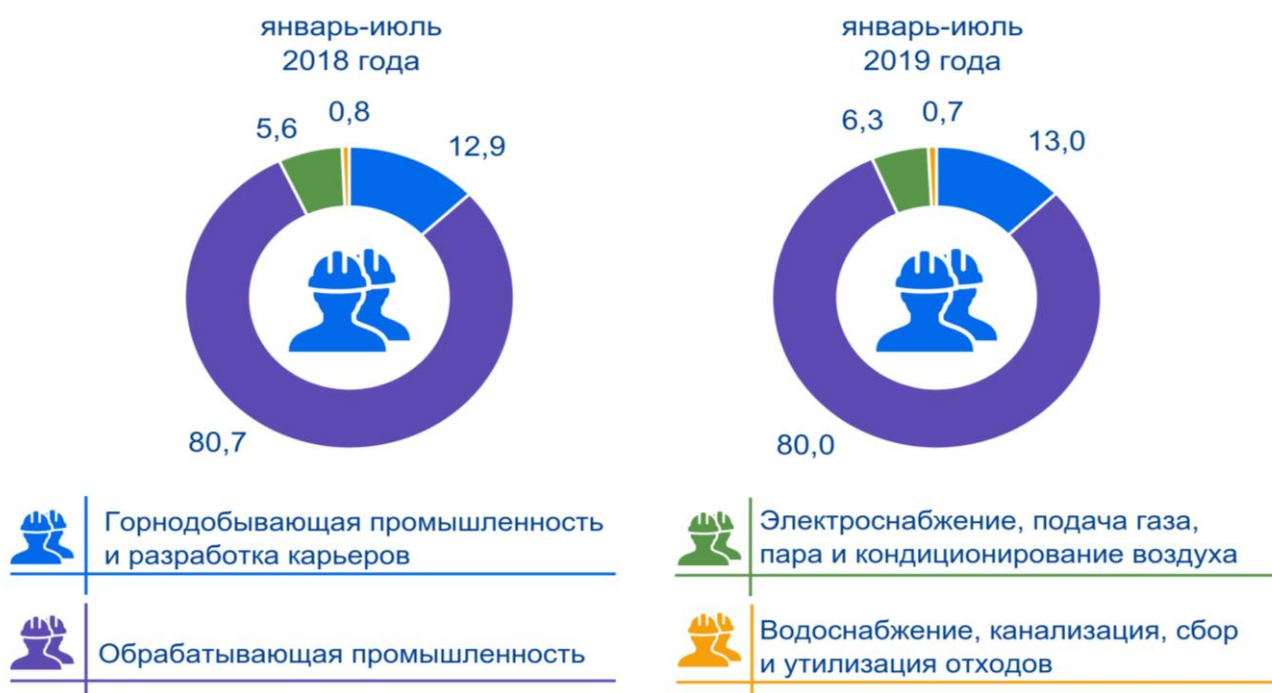 январь-июль
2018 года
0,8
5,6
12,9
80,7
январь-июль
2019 года
0,7
6,3
13,0
80,0
Горнодобывающая промышленность
и разработка карьеров
Электроснабжение, подача газа,
пара и кондиционирование воздуха
Обрабатывающая промышленность
Водоснабжение, канализация, сбор
и утилизация отходов